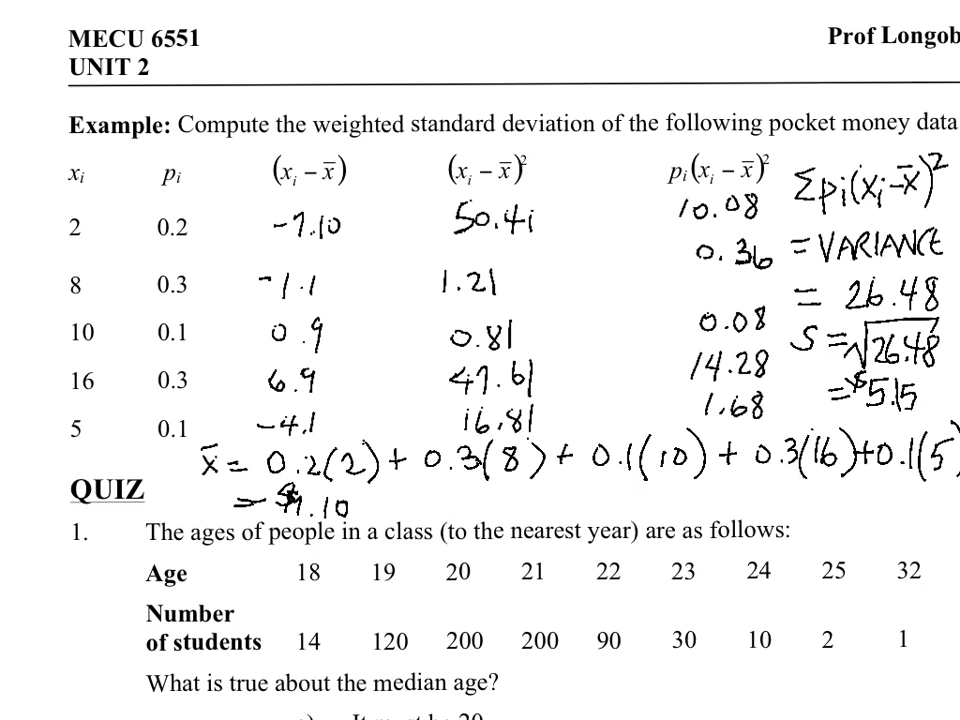 MECU 6551 Prof Longob
UNIT 2
Example: Compute the weighted standard deviation of the following pocket money data
xᵢ pᵢ (xᵢ – x̄) (xᵢ – x̄)² pᵢ(xᵢ – x̄)² Σpᵢ(xᵢ-x̄)²
2 0.2 -7.10 50.41 10.08
0.36 = VARIANCE
8 0.3 -1.1 1.21 = 26.48
10 0.1 0.9 0.81 0.08 S = √26.48
16 0.3 6.9 47.61 14.28 = $5.15
5 0.1 -4.1 16.81 1.68
x̄ = 0.2(2) + 0.3(8) + 0.1(10) + 0.3(16) + 0.1(5)
QUIZ = $9.10
1. The ages of people in a class (to the nearest year) are as follows:
Age 18 19 20 21 22 23 24 25 32
Number
of students 14 120 200 200 90 30 10 2 1
What is true about the median age?